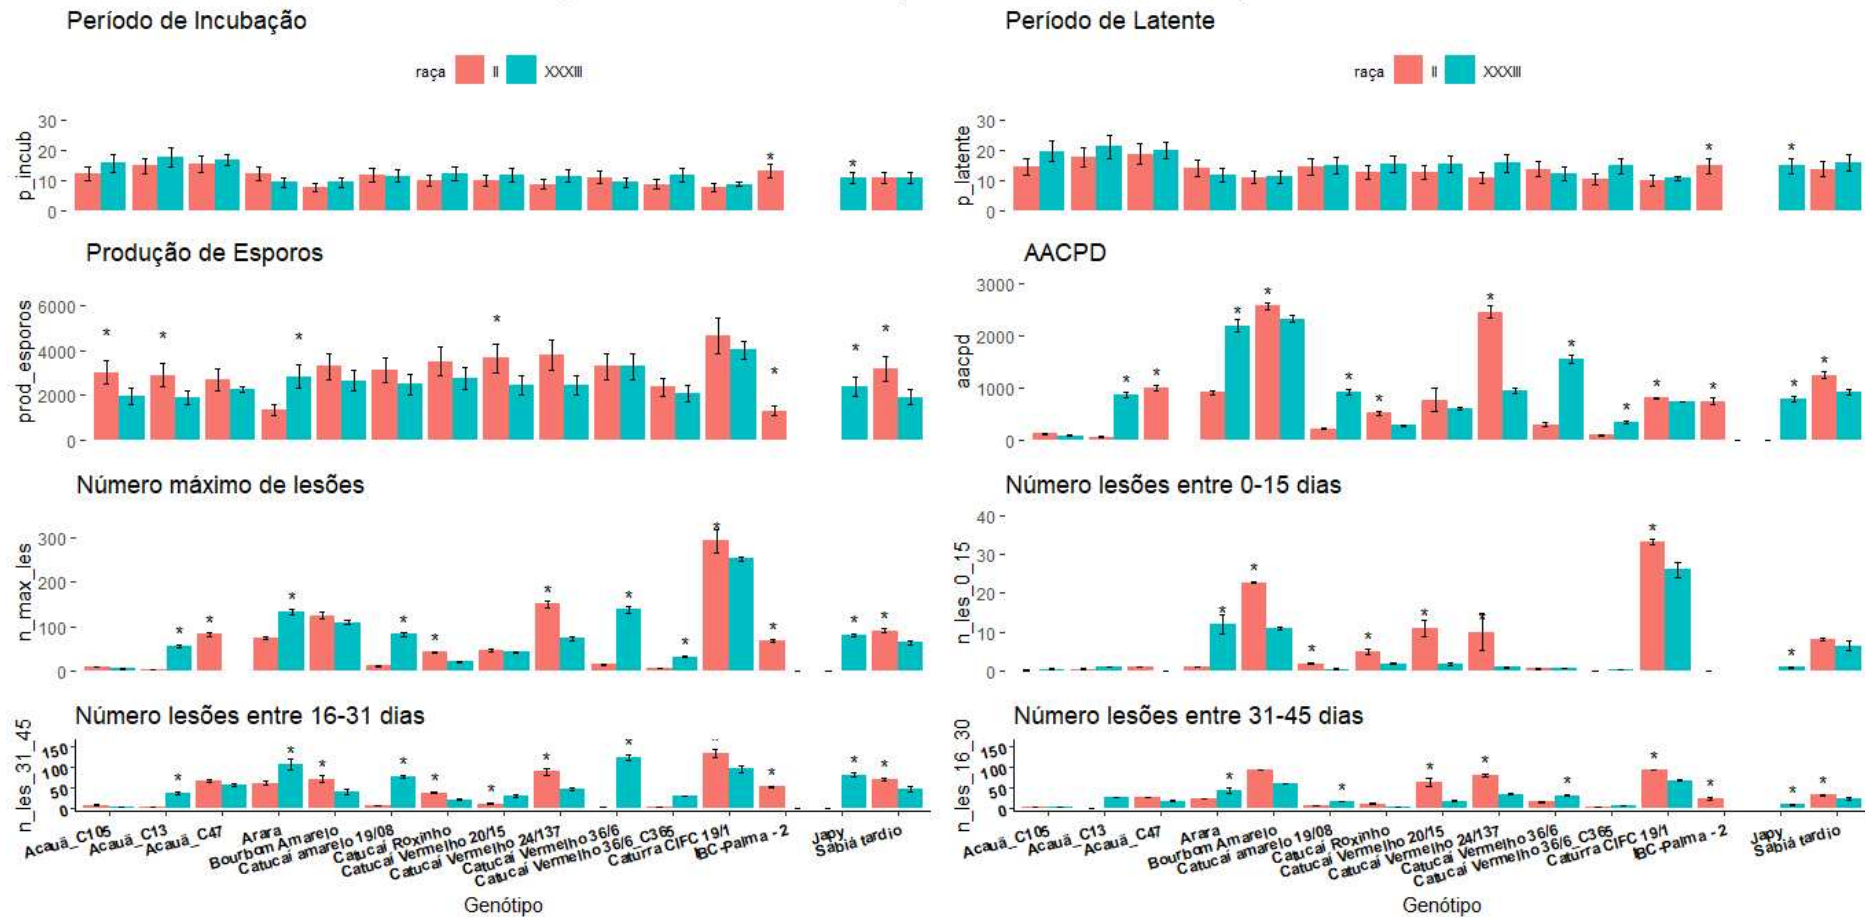 Período de Incubação
raça II XXXIII
p_incub
30
20
10
0
*
*
Período de Latente
raça II XXXIII
p_latente
30
20
10
0
*
*
Produção de Esporos
prod_esporos
6000
4000
2000
0
*
*
*
*
*
*
*
AACPD
aacpd
3000
2000
1000
0
*
*
*
*
*
*
*
*
*
*
*
*
*
Número máximo de lesões
n_max_les
300
200
100
0
*
*
*
*
*
*
*
*
*
*
*
*
Número lesões entre 0-15 dias
n_les_0_15
40
30
20
10
0
*
*
*
*
*
*
*
*
Número lesões entre 16-31 dias
n_les_31_45
150
100
50
0
*
*
*
*
*
*
*
*
*
*
*
Acauã_C105
Acauã_C13
Acauã_C47
Arara
Bourbom Amarelo
Catucaí amarelo 19/08
Catucaí Roxinho
Catucaí Vermelho 20/15
Catucaí Vermelho 24/137
Catucaí Vermelho 36/6
Catucaí Vermelho 36/6_C365
Caturra CIFC 19/1
IBC-Palma - 2
Japy
Sabiá tardio
Genótipo
Número lesões entre 31-45 dias
n_les_16_30
150
100
50
0
*
*
*
*
*
*
*
*
*
Acauã_C105
Acauã_C13
Acauã_C47
Arara
Bourbom Amarelo
Catucaí amarelo 19/08
Catucaí Roxinho
Catucaí Vermelho 20/15
Catucaí Vermelho 24/137
Catucaí Vermelho 36/6
Catucaí Vermelho 36/6_C365
Caturra CIFC 19/1
IBC-Palma - 2
Japy
Sabiá tardio
Genótipo